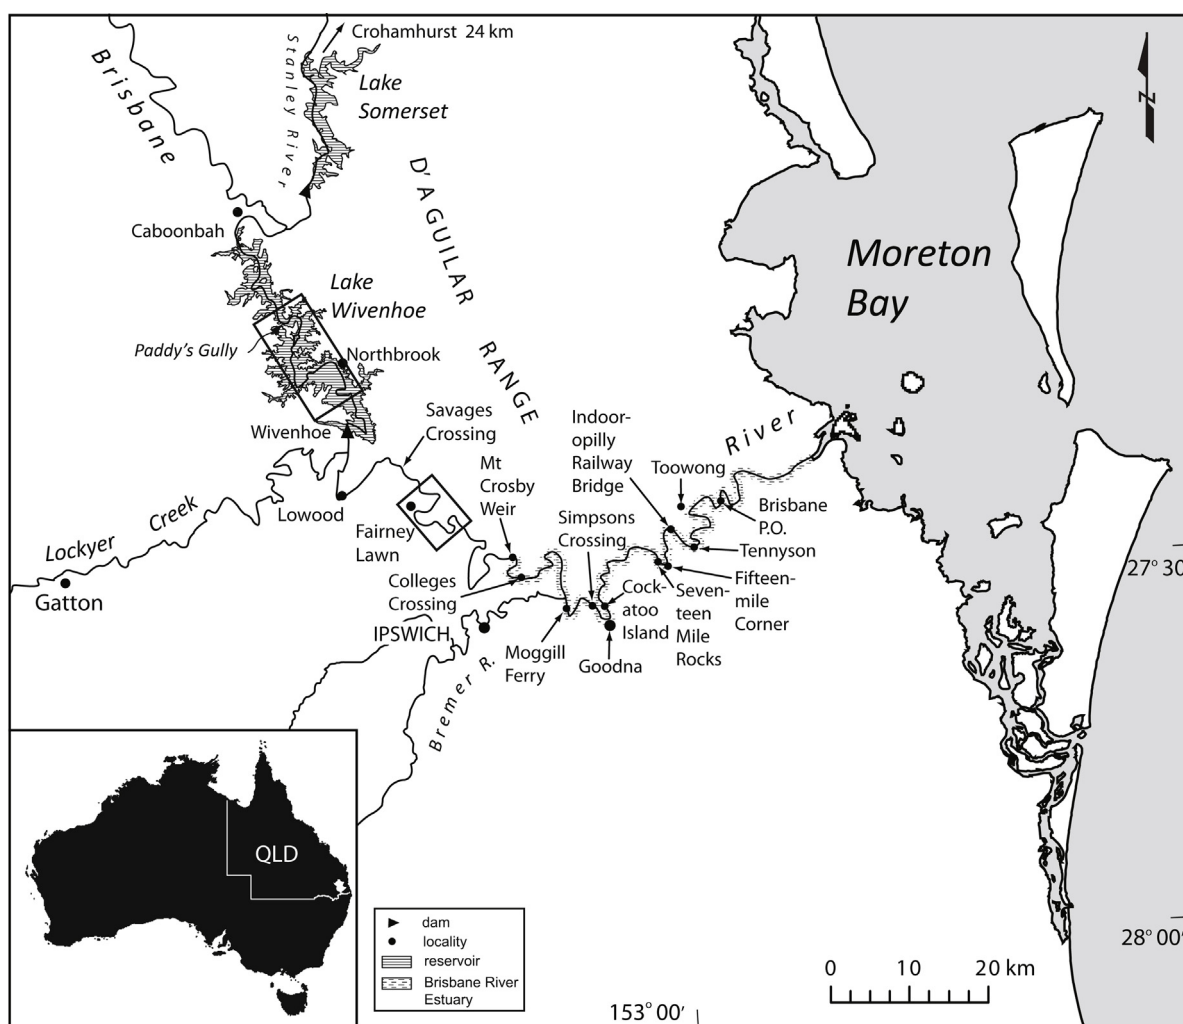 Crohamhurst 24 km
Brisbane
Stanley River
Lake
Somerset
N
D'AGUILAR RANGE
Caboonbah
Moreton
Bay
Lake
Wivenhoe
Paddy's Gully
Northbrook
Savages
Crossing
Wivenhoe
Indoor-
opilly
Railway
Bridge
River
Mt
Crosby
Weir
Toowong
Lockyer Creek
Lowood
Fairney
Lawn
Simpsons
Crossing
Brisbane
P.O.
Tennyson
Gatton
Colleges
Crossing
Cock-
atoo
Island
Seven-
teen
Mile
Rocks
Fifteen-
mile
Corner
27° 30
IPSWICH
Moggill
Ferry
Goodna
Bremer R.
QLD
dam
locality
reservoir
Brisbane River
Estuary
28° 00'
0 10 20 km
153° 00'